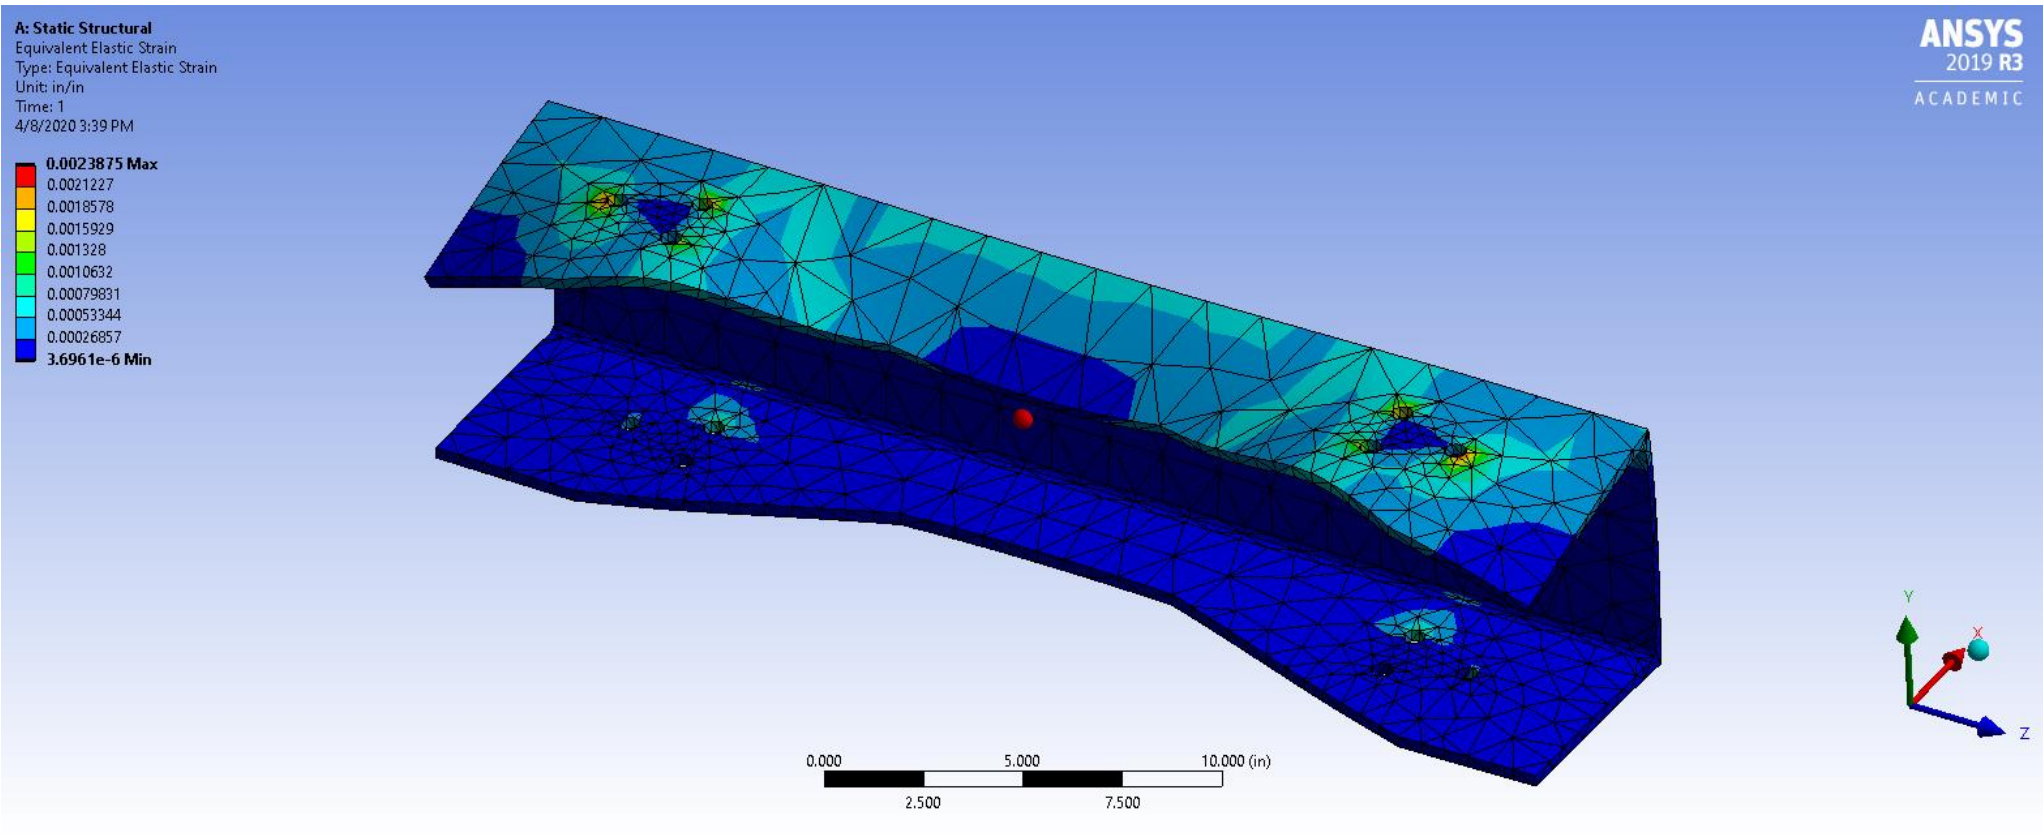 A: Static Structural
Equivalent Elastic Strain
Type: Equivalent Elastic Strain
Unit: in/in
Time: 1
4/8/2020 3:39 PM
0.0023875 Max
0.0021227
0.0018578
0.0015929
0.001328
0.0010632
0.00079831
0.00053344
0.00026857
3.6961e-6 Min
ANSYS
2019 R3
ACADEMIC
0.000 5.000 10.000 (in)
2.500 7.500
Y
X
Z